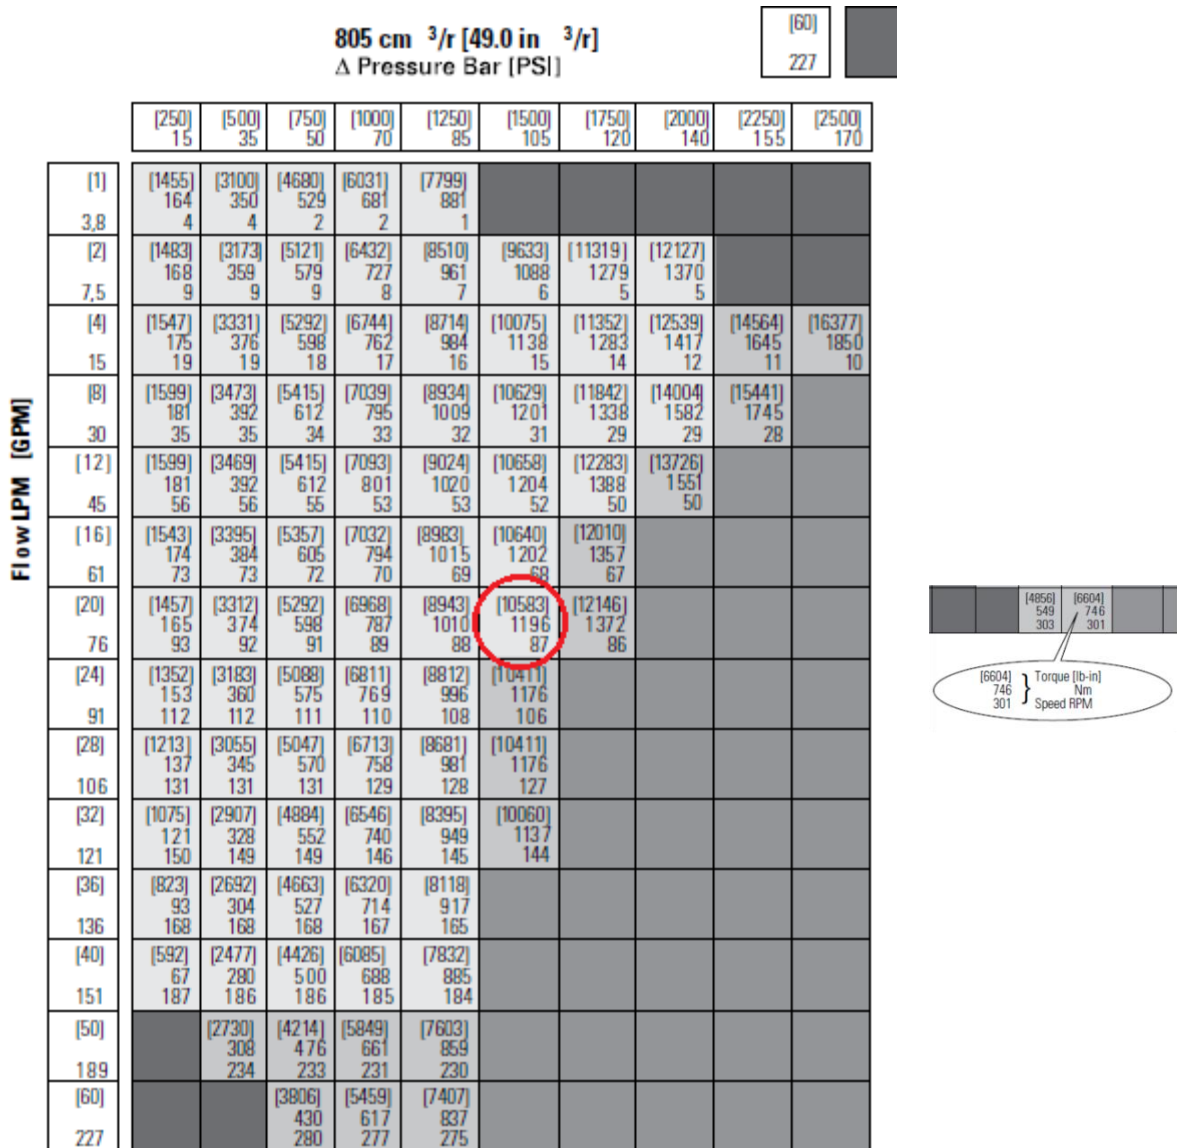 805 cm ³/r [49.0 in ³/r]
Δ Pressure Bar [PSI]
[60]
227
[250] [500] [750] [1000] [1250] [1500] [1750] [2000] [2250] [2500]
15 35 50 70 85 105 120 140 155 170
Flow LPM [GPM]
[1] [1455] [3100] [4680] [6031] [7799]
164 350 529 681 881
3,8 4 4 2 2 1
[2] [1483] [3173] [5121] [6432] [8510] [9633] [11319] [12127]
168 359 579 727 961 1088 1279 1370
7,5 9 9 9 8 7 6 5 5
[4] [1547] [3331] [5292] [6744] [8714] [10075] [11352] [12539] [14564] [16377]
175 376 598 762 984 1138 1283 1417 1645 1850
15 19 19 18 17 16 15 14 12 11 10
[8] [1599] [3473] [5415] [7039] [8934] [10629] [11842] [14004] [15441]
181 392 612 795 1009 1201 1338 1582 1745
30 35 35 34 33 32 31 29 29 28
[12] [1599] [3469] [5415] [7093] [9024] [10658] [12283] [13726]
181 392 612 801 1020 1204 1388 1551
45 56 56 55 53 53 52 50 50
[16] [1543] [3395] [5357] [7032] [8983] [10640] [12010]
174 384 605 794 1015 1202 1357
61 73 73 72 70 69 68 67
[20] [1457] [3312] [5292] [6968] [8943] [10583] [12146]
165 374 598 787 1010 1196 1372
76 93 92 91 89 88 87 86
[24] [1352] [3183] [5088] [6811] [8812] [10411]
153 360 575 769 996 1176
91 112 112 111 110 108 106
[28] [1213] [3055] [5047] [6713] [8681] [10411]
137 345 570 758 981 1176
106 131 131 131 129 128 127
[32] [1075] [2907] [4884] [6546] [8395] [10060]
121 328 552 740 949 1137
121 150 149 149 146 145 144
[36] [823] [2692] [4663] [6320] [8118]
93 304 527 714 917
136 168 168 168 167 165
[40] [592] [2477] [4426] [6085] [7832]
67 280 500 688 885
151 187 186 186 185 184
[50] [2730] [4214] [5849] [7603]
308 476 661 859
189 234 233 231 230
[60] [3806] [5459] [7407]
430 617 837
227 280 277 275
[4856] [6604]
549 746
303 301
[6604] } Torque [lb-in]
746 Nm
301 Speed RPM